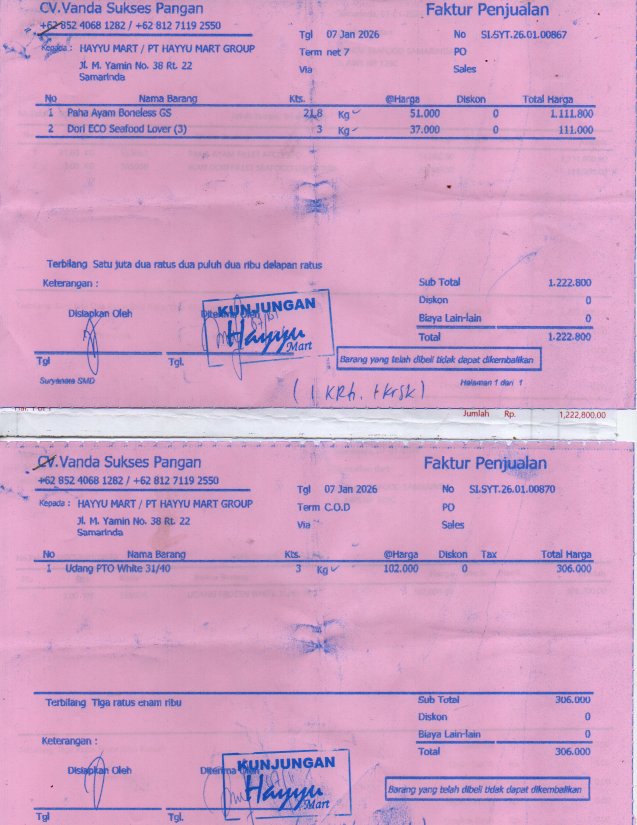 CV.Vanda Sukses Pangan Faktur Penjualan
+62 852 4068 1282 / +62 812 7119 2550
Tgl 07 Jan 2026 No SI.SYT.26.01.00867
Kepada : HAYYU MART / PT HAYYU MART GROUP Term net 7 PO
Jl. M. Yamin No. 38 Rt. 22 Via Sales
Samarinda
No Nama Barang Kts. @Harga Diskon Total Harga
1 Paha Ayam Boneless GS 21,8 Kg 51.000 0 1.111.800
2 Dori ECO Seafood Lover (3) 3 Kg 37.000 0 111.000
Terbilang Satu juta dua ratus dua puluh dua ribu delapan ratus
Keterangan : Sub Total 1.222.800
Diskon 0
Disiapkan Oleh Diterima Oleh Biaya Lain-lain 0
KUNJUNGAN
Hayyu
Mart
Total 1.222.800
Tgl Tgl. Barang yang telah dibeli tidak dapat dikembalikan
Suryanata SMD Halaman 1 dari 1
Hal. 1 of 1 Jumlah Rp. 1,222,800.00
CV.Vanda Sukses Pangan Faktur Penjualan
+62 852 4068 1282 / +62 812 7119 2550
Tgl 07 Jan 2026 No SI.SYT.26.01.00870
Kepada : HAYYU MART / PT HAYYU MART GROUP Term C.O.D PO
Jl. M. Yamin No. 38 Rt. 22 Via Sales
Samarinda
No Nama Barang Kts. @Harga Diskon Tax Total Harga
1 Udang PTO White 31/40 3 Kg 102.000 0 306.000
Terbilang Tiga ratus enam ribu Sub Total 306.000
Diskon 0
Keterangan : Biaya Lain-lain 0
Total 306.000
Disiapkan Oleh Diterima Oleh
KUNJUNGAN
Hayyu
Mart
Barang yang telah dibeli tidak dapat dikembalikan
Tgl Tgl.